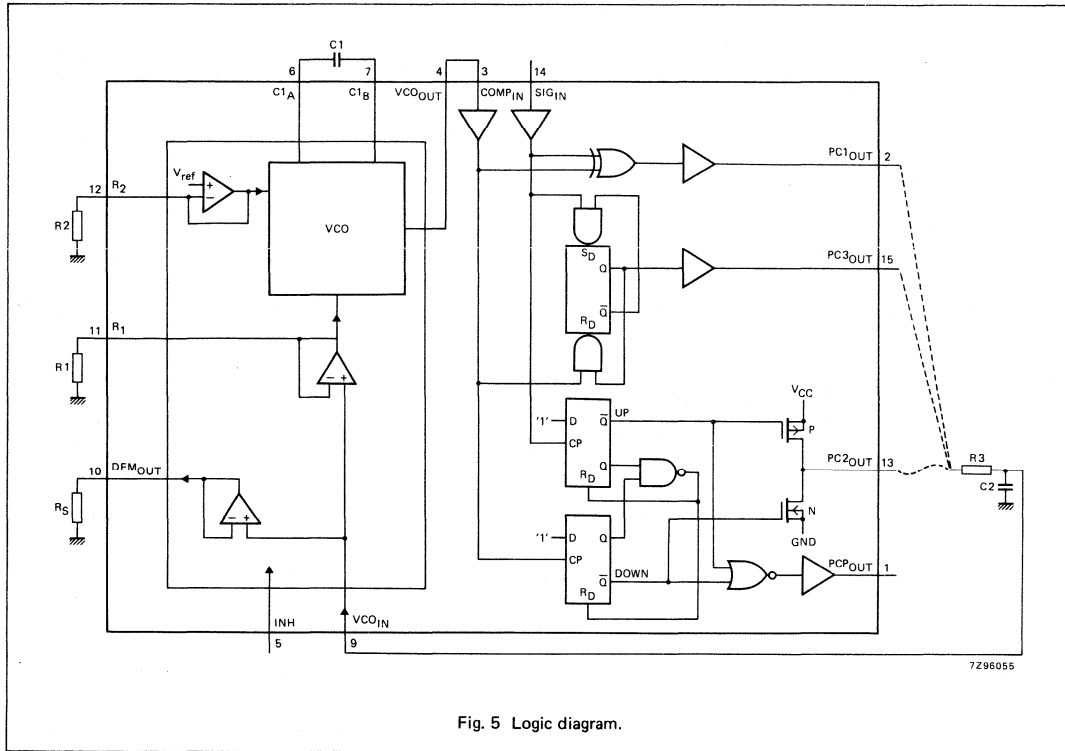 C1
6 7 4 3 14
C1A C1B VCOOUT COMPIN SIGIN
PC1OUT 2
Vref
+
−
12 R2
R2
VCO
SD
Q
Q̅
RD
PC3OUT 15
11 R1
R1
− +
VCC
'1' D Q̅ UP
CP
P
Q
RD
PC2OUT 13
R3
C2
10 DEMOUT
RS
− +
N
GND
'1' D Q
CP
Q̅ DOWN
RD
PCPOUT 1
INH VCOIN
5 9
7Z96055
Fig. 5 Logic diagram.